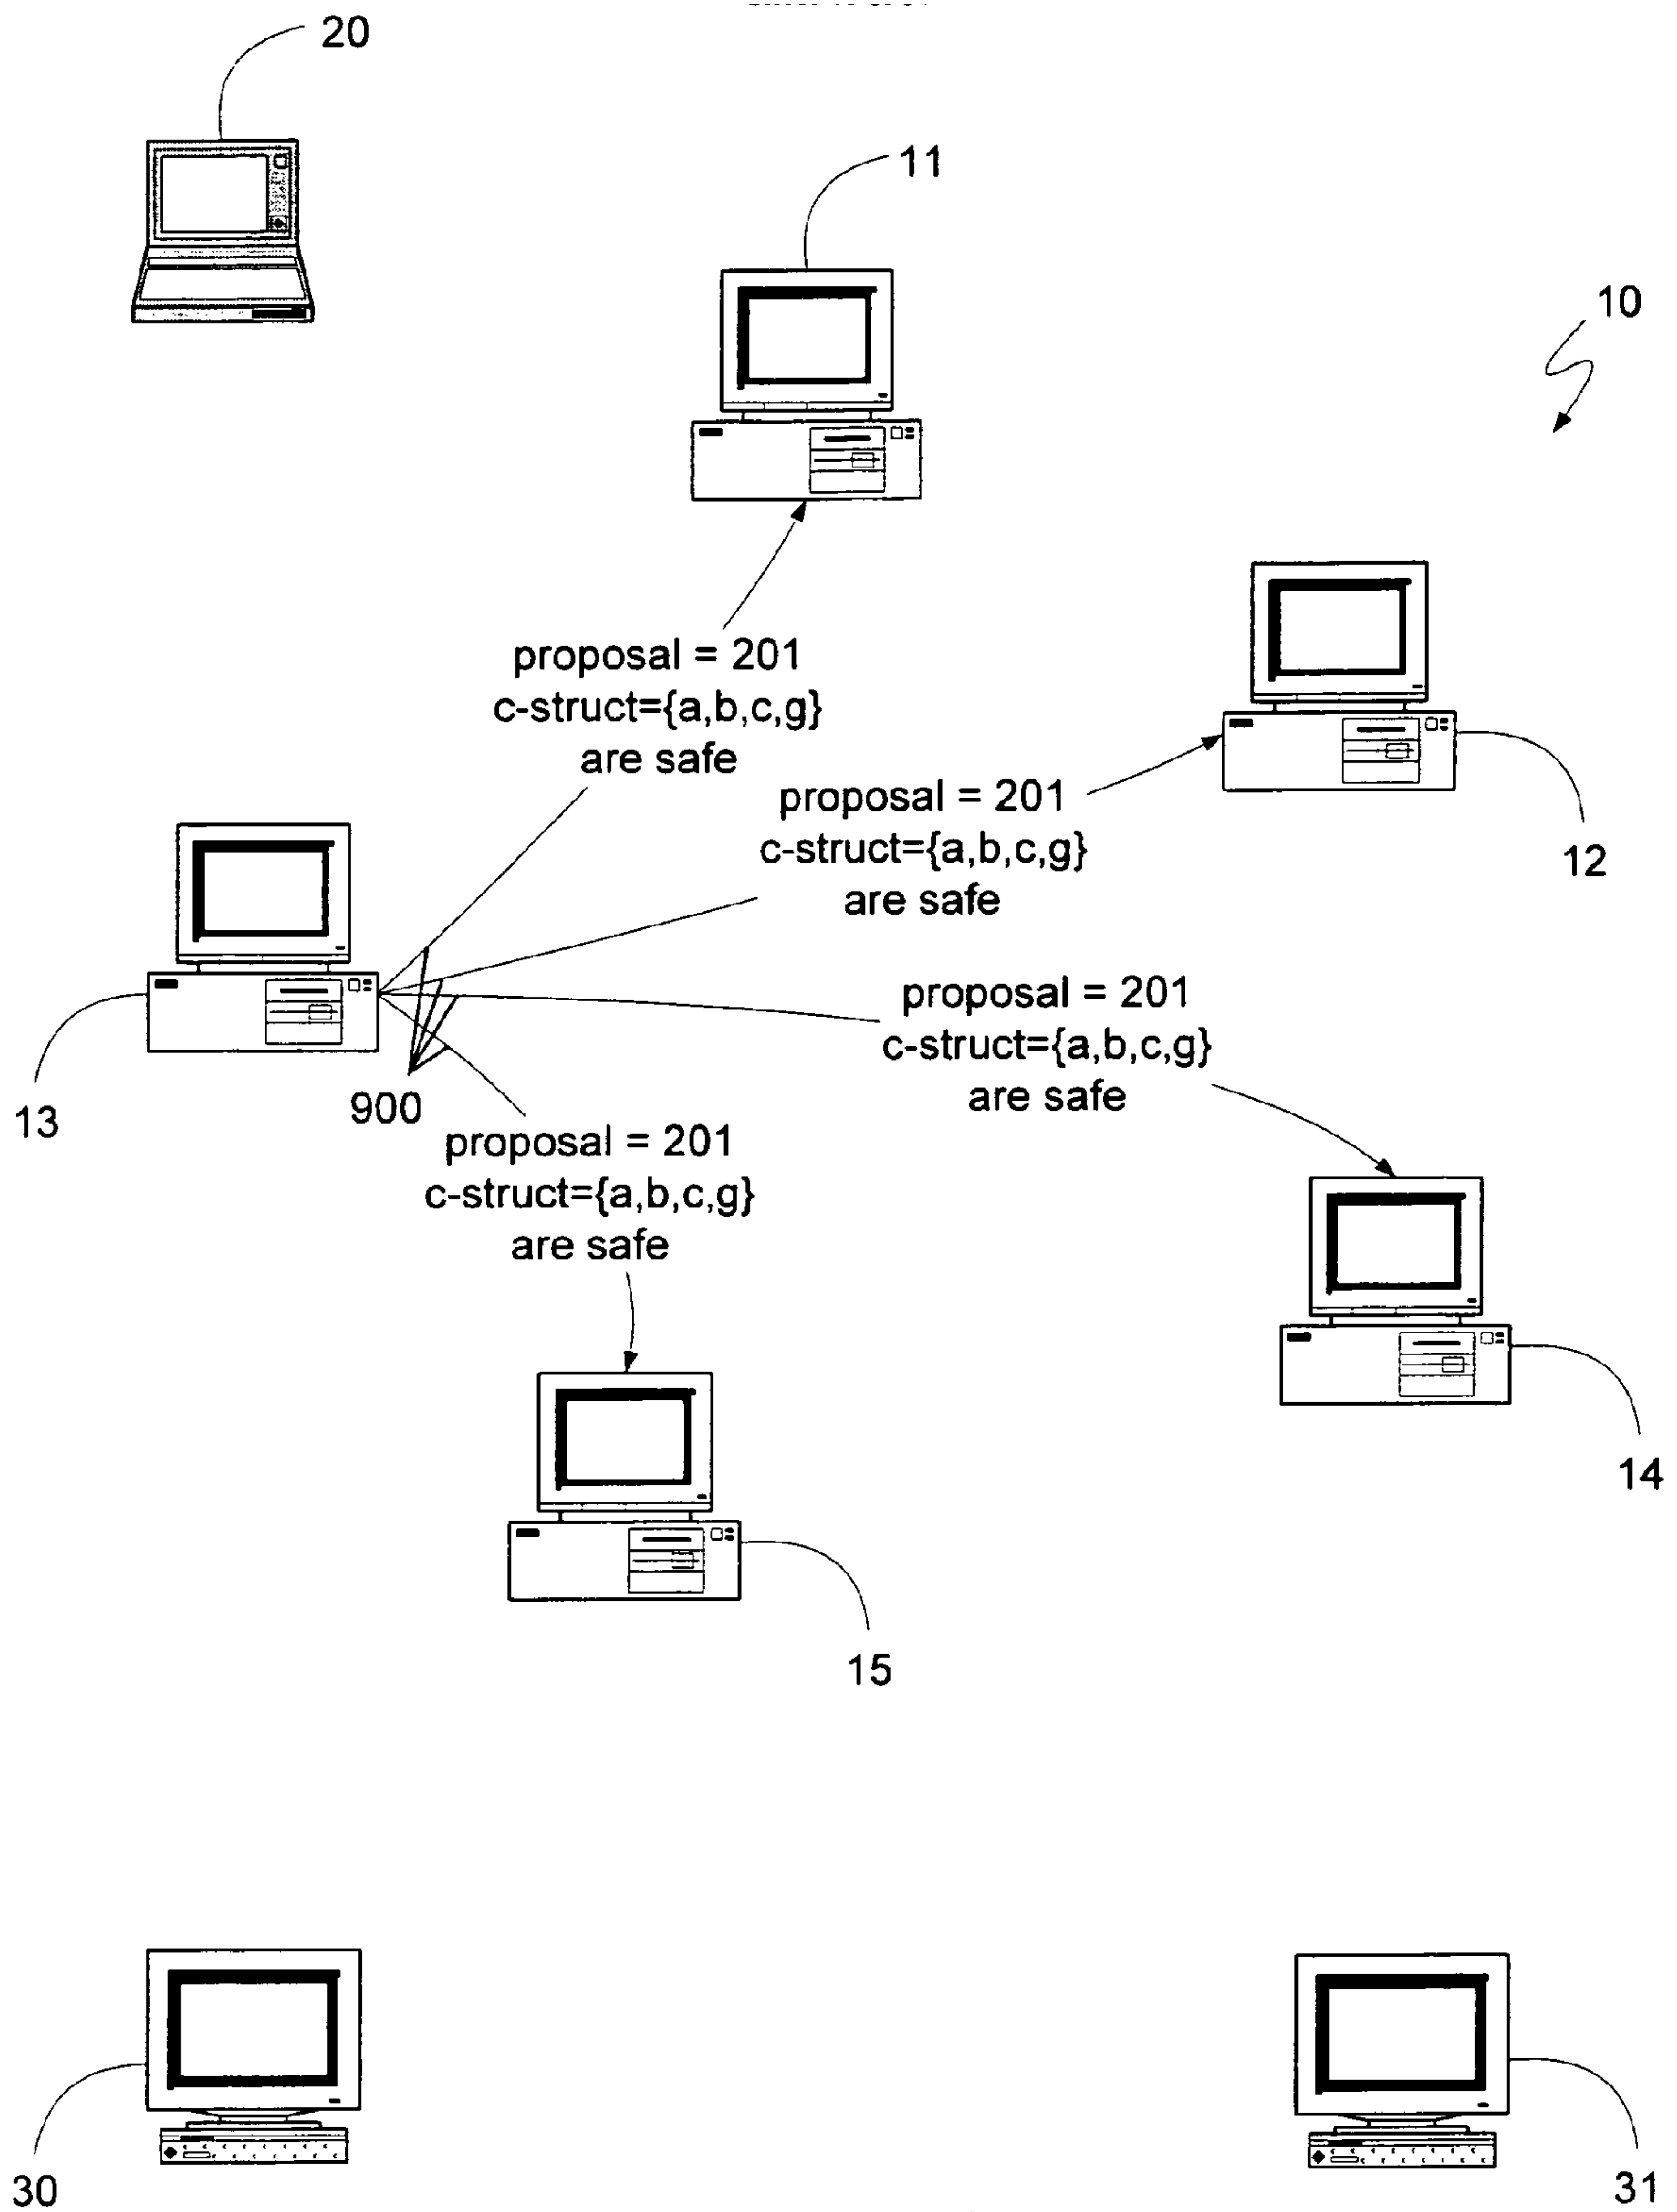 20
11
10
proposal = 201
c-struct={a,b,c,g}
are safe
proposal = 201
c-struct={a,b,c,g}
are safe
12
proposal = 201
c-struct={a,b,c,g}
are safe
13
900
proposal = 201
c-struct={a,b,c,g}
are safe
14
15
30
31